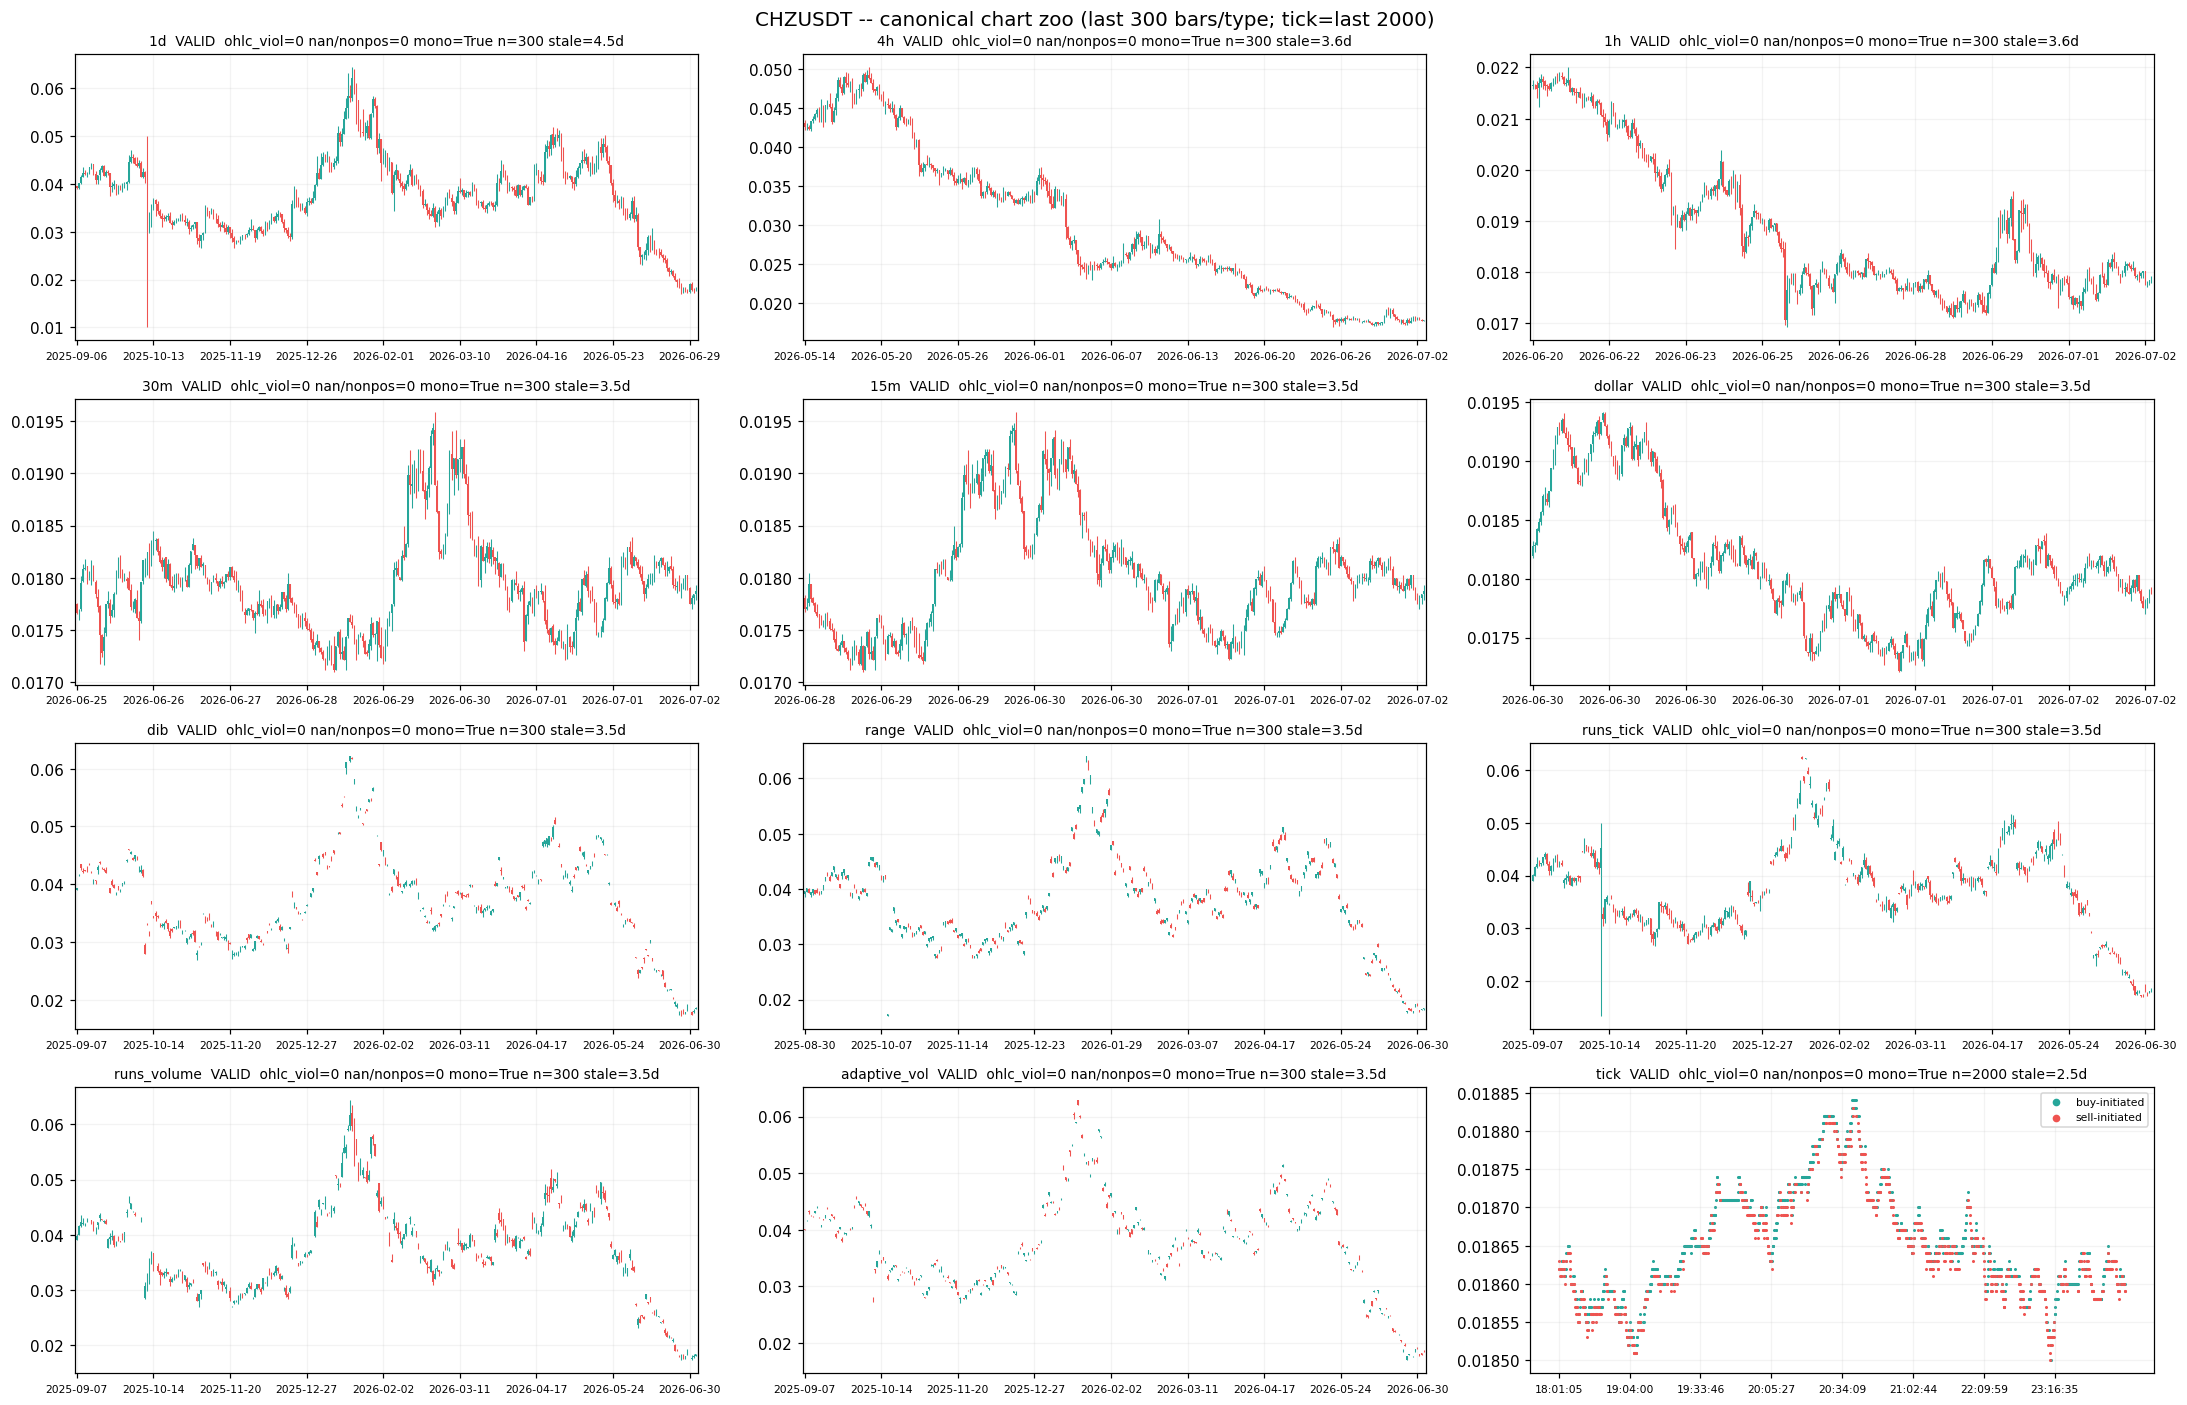 CHZUSDT -- canonical chart zoo (last 300 bars/type; tick=last 2000)
1d  VALID  ohlc_viol=0 nan/nonpos=0 mono=True n=300 stale=4.5d
0.06
0.05
0.04
0.03
0.02
0.01
2025-09-06 2025-10-13 2025-11-19 2025-12-26 2026-02-01 2026-03-10 2026-04-16 2026-05-23 2026-06-29
4h  VALID  ohlc_viol=0 nan/nonpos=0 mono=True n=300 stale=3.6d
0.050
0.045
0.040
0.035
0.030
0.025
0.020
2026-05-14 2026-05-20 2026-05-26 2026-06-01 2026-06-07 2026-06-13 2026-06-20 2026-06-26 2026-07-02
1h  VALID  ohlc_viol=0 nan/nonpos=0 mono=True n=300 stale=3.6d
0.022
0.021
0.020
0.019
0.018
0.017
2026-06-20 2026-06-22 2026-06-23 2026-06-25 2026-06-26 2026-06-28 2026-06-29 2026-07-01 2026-07-02
30m  VALID  ohlc_viol=0 nan/nonpos=0 mono=True n=300 stale=3.5d
0.0195
0.0190
0.0185
0.0180
0.0175
0.0170
2026-06-25 2026-06-26 2026-06-27 2026-06-28 2026-06-29 2026-06-30 2026-07-01 2026-07-01 2026-07-02
15m  VALID  ohlc_viol=0 nan/nonpos=0 mono=True n=300 stale=3.5d
0.0195
0.0190
0.0185
0.0180
0.0175
0.0170
2026-06-28 2026-06-29 2026-06-29 2026-06-30 2026-06-30 2026-07-01 2026-07-01 2026-07-02 2026-07-02
dollar  VALID  ohlc_viol=0 nan/nonpos=0 mono=True n=300 stale=3.5d
0.0195
0.0190
0.0185
0.0180
0.0175
2026-06-30 2026-06-30 2026-06-30 2026-06-30 2026-07-01 2026-07-01 2026-07-01 2026-07-02 2026-07-02
dib  VALID  ohlc_viol=0 nan/nonpos=0 mono=True n=300 stale=3.5d
0.06
0.05
0.04
0.03
0.02
2025-09-07 2025-10-14 2025-11-20 2025-12-27 2026-02-02 2026-03-11 2026-04-17 2026-05-24 2026-06-30
range  VALID  ohlc_viol=0 nan/nonpos=0 mono=True n=300 stale=3.5d
0.06
0.05
0.04
0.03
0.02
2025-08-30 2025-10-07 2025-11-14 2025-12-23 2026-01-29 2026-03-07 2026-04-14 2026-05-23 2026-06-30
runs_tick  VALID  ohlc_viol=0 nan/nonpos=0 mono=True n=300 stale=3.5d
0.06
0.05
0.04
0.03
0.02
2025-09-07 2025-10-14 2025-11-20 2025-12-27 2026-02-02 2026-03-11 2026-04-17 2026-05-24 2026-06-30
runs_volume  VALID  ohlc_viol=0 nan/nonpos=0 mono=True n=300 stale=3.5d
0.06
0.05
0.04
0.03
0.02
2025-09-07 2025-10-14 2025-11-20 2025-12-27 2026-02-02 2026-03-11 2026-04-17 2026-05-24 2026-06-30
adaptive_vol  VALID  ohlc_viol=0 nan/nonpos=0 mono=True n=300 stale=3.5d
0.06
0.05
0.04
0.03
0.02
2025-09-07 2025-10-14 2025-11-20 2025-12-27 2026-02-02 2026-03-11 2026-04-17 2026-05-24 2026-06-30
tick  VALID  ohlc_viol=0 nan/nonpos=0 mono=True n=2000 stale=2.5d
buy-initiated
sell-initiated
0.01885
0.01880
0.01875
0.01870
0.01865
0.01860
0.01855
0.01850
18:01:05 19:04:00 19:33:46 20:05:27 20:34:09 21:02:44 22:09:59 23:16:35